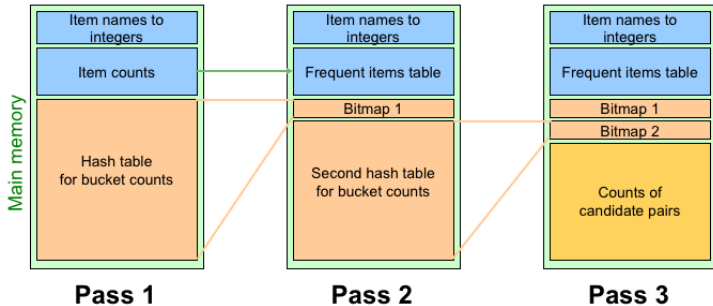 Main memory
Item names to
integers
Item counts
Hash table
for bucket counts
Pass 1
Item names to
integers
Frequent items table
Bitmap 1
Second hash table
for bucket counts
Pass 2
Item names to
integers
Frequent items table
Bitmap 1
Bitmap 2
Counts of
candidate pairs
Pass 3